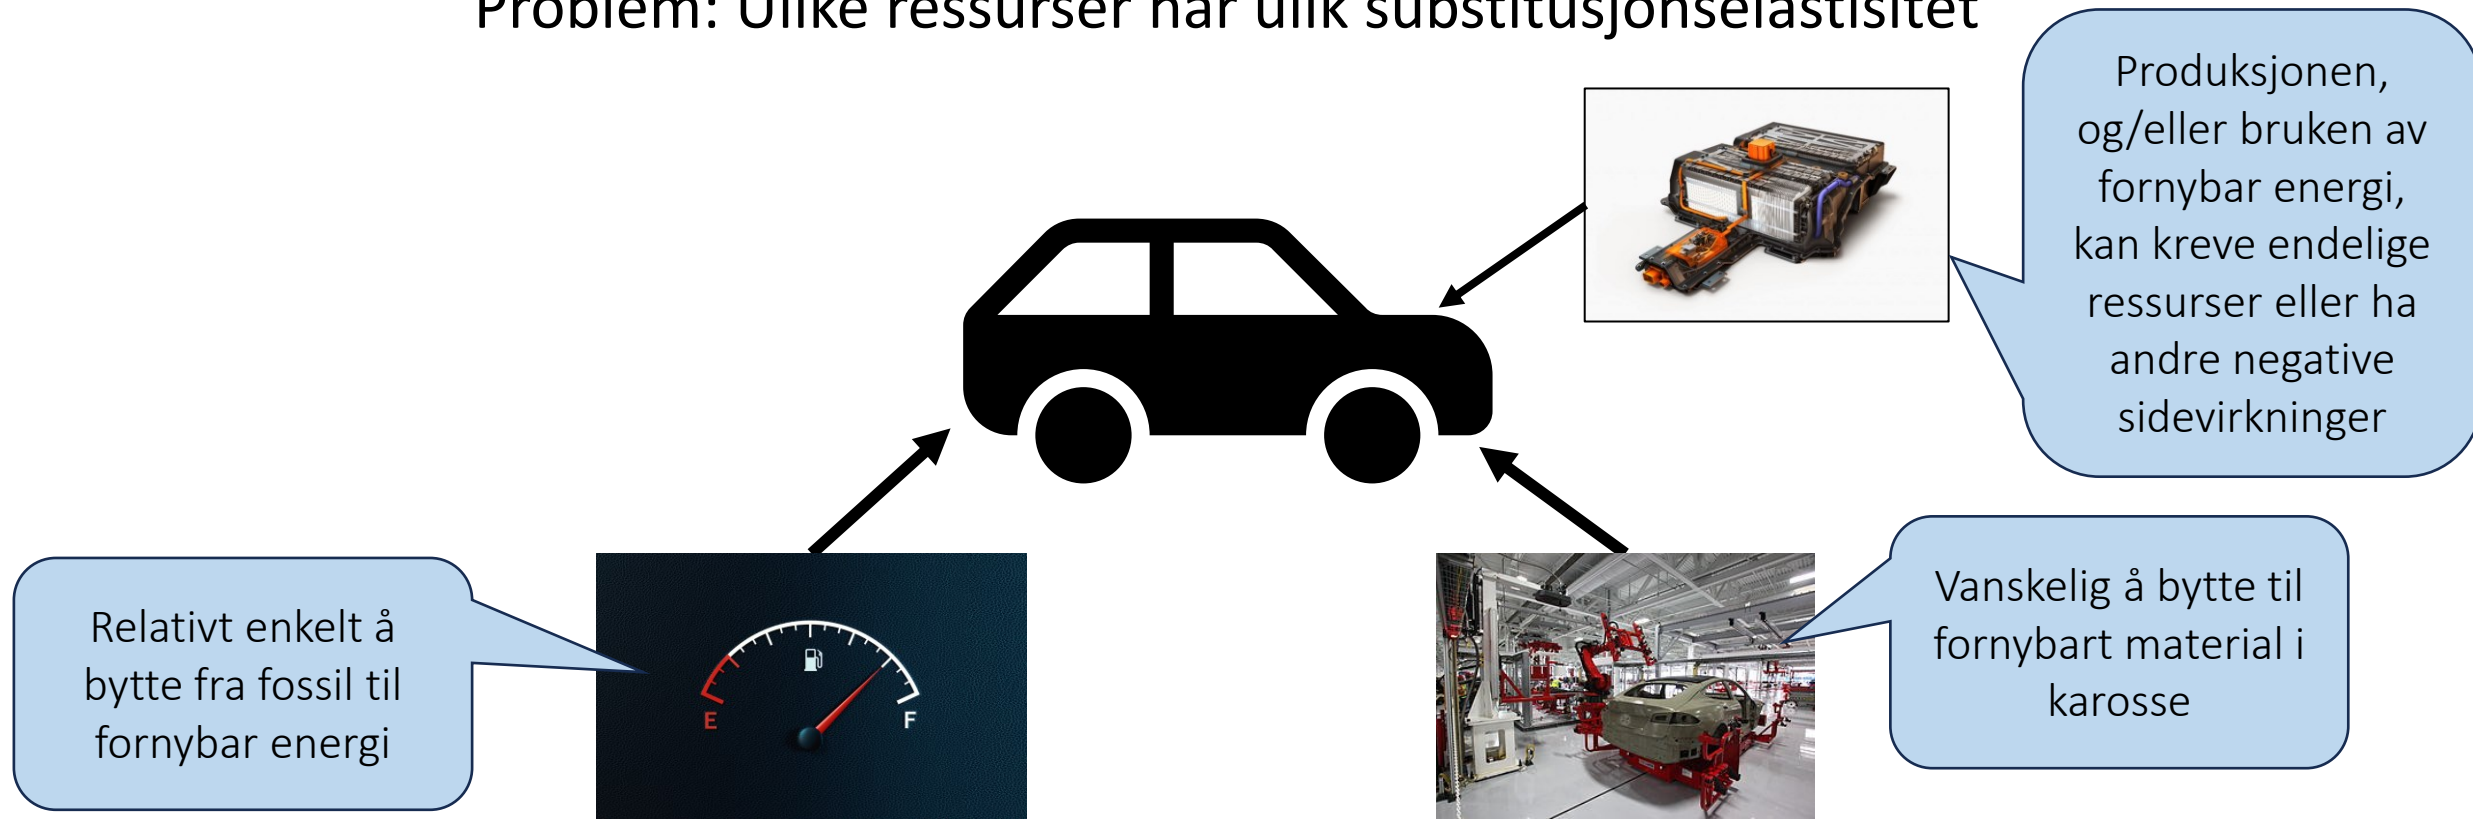 Problem: Ulike ressurser har ulik substitusjonselastisitet
Produksjonen,
og/eller bruken av
fornybar energi,
kan kreve endelige
ressurser eller ha
andre negative
sidevirkninger
Relativt enkelt å
bytte fra fossil til
fornybar energi
E
F
Vanskelig å bytte til
fornybart material i
karosse